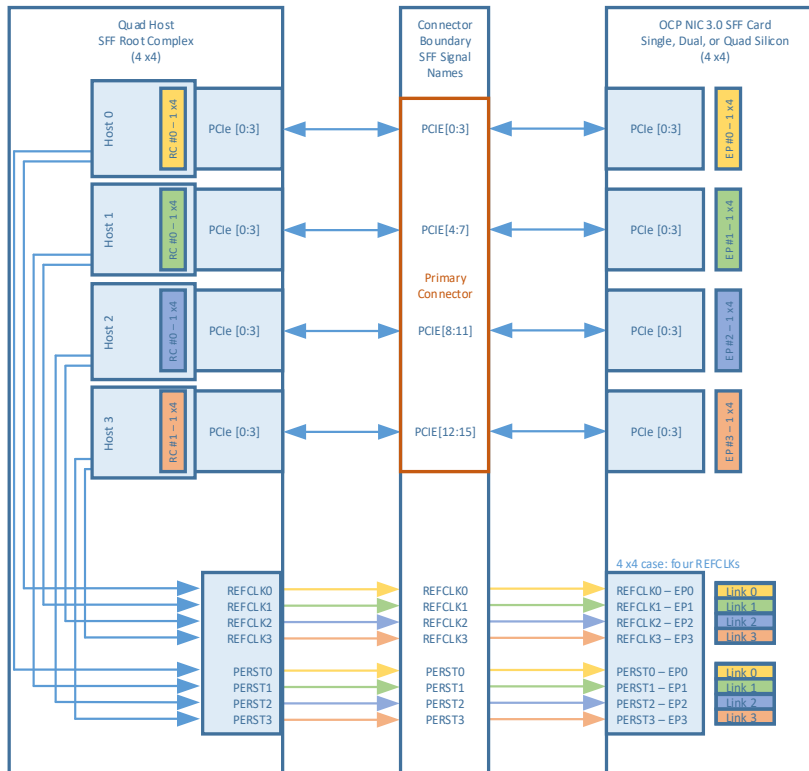 Quad Host
SFF Root Complex
(4 x4)
Connector
Boundary
SFF Signal
Names
OCP NIC 3.0 SFF Card
Single, Dual, or Quad Silicon
(4 x4)
Host 0
RC #0 – 1 x4
PCIe [0:3]
PCIE[0:3]
PCIe [0:3]
EP #0 – 1 x4
Host 1
RC #0 – 1 x4
PCIe [0:3]
PCIE[4:7]
PCIe [0:3]
EP #1 – 1 x4
Primary
Connector
Host 2
RC #0 – 1 x4
PCIe [0:3]
PCIE[8:11]
PCIe [0:3]
EP #2 – 1 x4
Host 3
RC #1 – 1 x4
PCIe [0:3]
PCIE[12:15]
PCIe [0:3]
EP #3 – 1 x4
4 x4 case: four REFCLKs
REFCLK0
REFCLK0
REFCLK0 – EP0
Link 0
REFCLK1
REFCLK1
REFCLK1 – EP1
Link 1
REFCLK2
REFCLK2
REFCLK2 – EP2
Link 2
REFCLK3
REFCLK3
REFCLK3 – EP3
Link 3
PERST0
PERST0
PERST0 – EP0
Link 0
PERST1
PERST1
PERST1 – EP1
Link 1
PERST2
PERST2
PERST2 – EP2
Link 2
PERST3
PERST3
PERST3 – EP3
Link 3